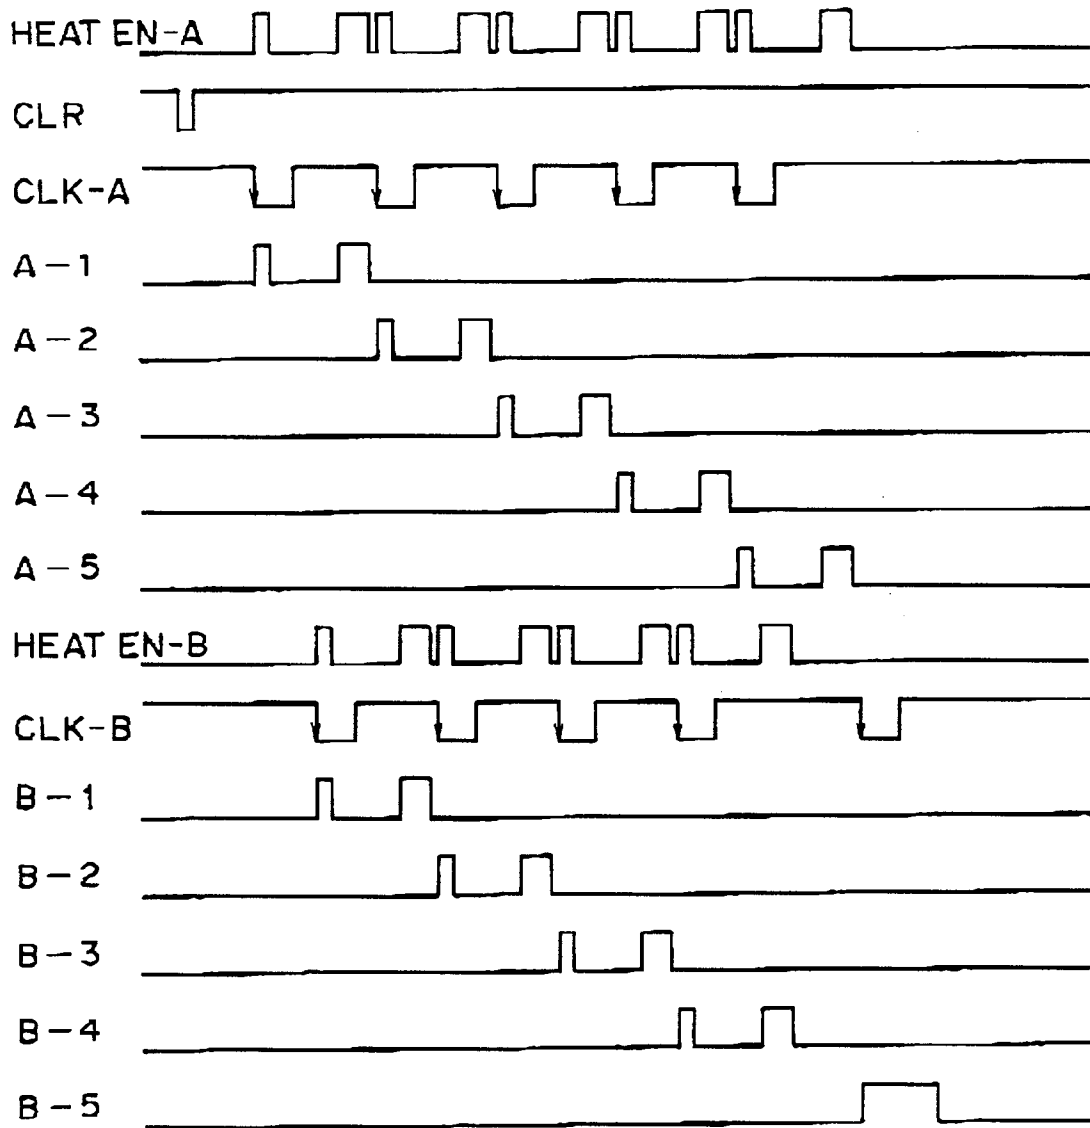 HEAT EN-A
CLR
CLK-A
A-1
A-2
A-3
A-4
A-5
HEAT EN-B
CLK-B
B-1
B-2
B-3
B-4
B-5